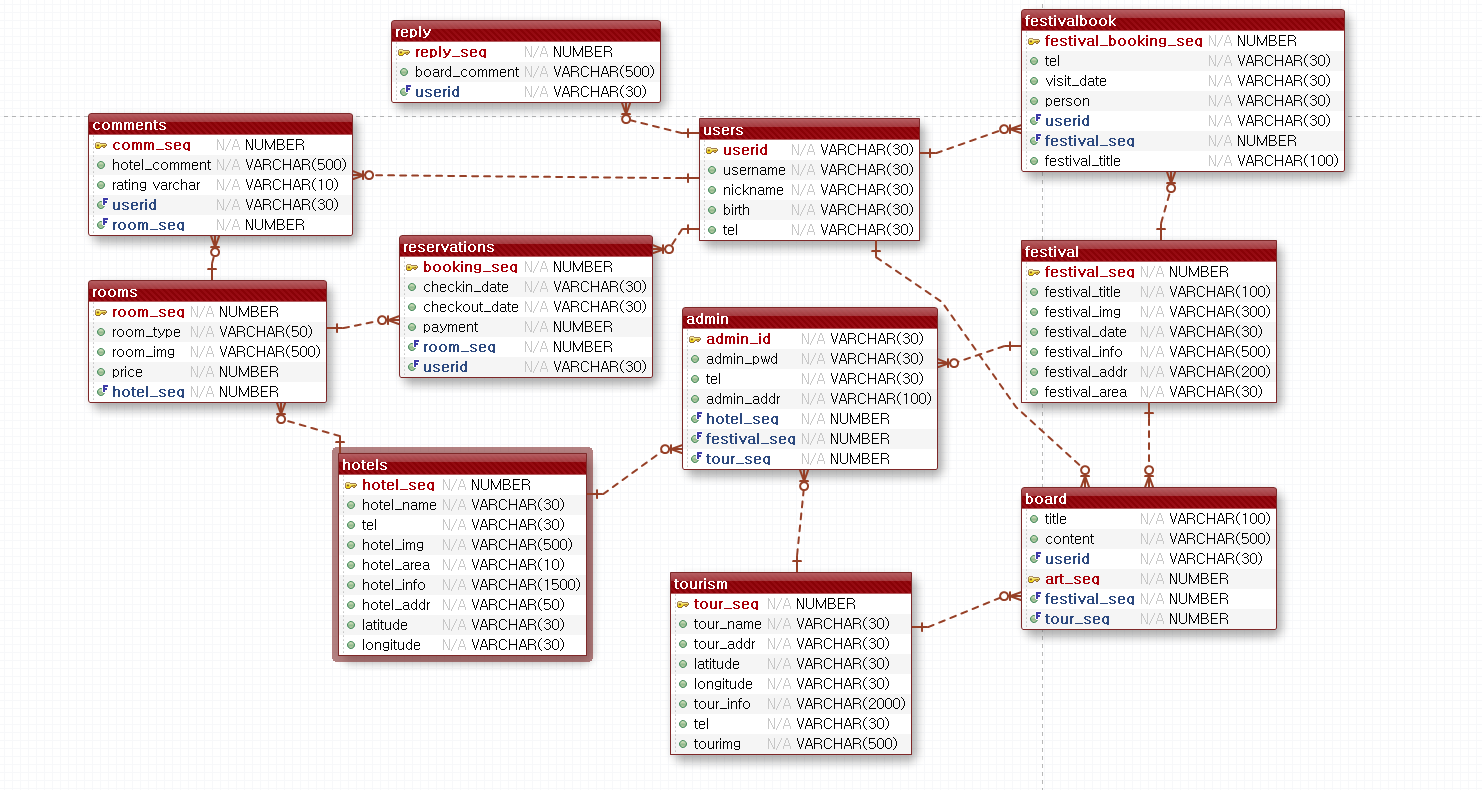 reply
reply_seq N/A NUMBER
board_comment N/A VARCHAR(500)
userid N/A VARCHAR(30)
festivalbook
festival_booking_seq N/A NUMBER
tel N/A VARCHAR(30)
visit_date N/A VARCHAR(30)
person N/A VARCHAR(30)
userid N/A VARCHAR(30)
festival_seq N/A NUMBER
festival_title N/A VARCHAR(100)
comments
comm_seq N/A NUMBER
hotel_comment N/A VARCHAR(500)
rating varchar N/A VARCHAR(10)
userid N/A VARCHAR(30)
room_seq N/A NUMBER
users
userid N/A VARCHAR(30)
username N/A VARCHAR(30)
nickname N/A VARCHAR(30)
birth N/A VARCHAR(30)
tel N/A VARCHAR(30)
reservations
booking_seq N/A NUMBER
checkin_date N/A VARCHAR(30)
checkout_date N/A VARCHAR(30)
payment N/A NUMBER
room_seq N/A NUMBER
userid N/A VARCHAR(30)
festival
festival_seq N/A NUMBER
festival_title N/A VARCHAR(100)
festival_img N/A VARCHAR(300)
festival_date N/A VARCHAR(30)
festival_info N/A VARCHAR(500)
festival_addr N/A VARCHAR(200)
festival_area N/A VARCHAR(30)
rooms
room_seq N/A NUMBER
room_type N/A VARCHAR(50)
room_img N/A VARCHAR(500)
price N/A NUMBER
hotel_seq N/A NUMBER
admin
admin_id N/A VARCHAR(30)
admin_pwd N/A VARCHAR(30)
tel N/A VARCHAR(30)
admin_addr N/A VARCHAR(100)
hotel_seq N/A NUMBER
festival_seq N/A NUMBER
tour_seq N/A NUMBER
hotels
hotel_seq N/A NUMBER
hotel_name N/A VARCHAR(30)
tel N/A VARCHAR(30)
hotel_img N/A VARCHAR(500)
hotel_area N/A VARCHAR(10)
hotel_info N/A VARCHAR(1500)
hotel_addr N/A VARCHAR(50)
latitude N/A VARCHAR(30)
longitude N/A VARCHAR(30)
board
title N/A VARCHAR(100)
content N/A VARCHAR(500)
userid N/A VARCHAR(30)
art_seq N/A NUMBER
festival_seq N/A NUMBER
tour_seq N/A NUMBER
tourism
tour_seq N/A NUMBER
tour_name N/A VARCHAR(30)
tour_addr N/A VARCHAR(30)
latitude N/A VARCHAR(30)
longitude N/A VARCHAR(30)
tour_info N/A VARCHAR(2000)
tel N/A VARCHAR(30)
tourimg N/A VARCHAR(500)